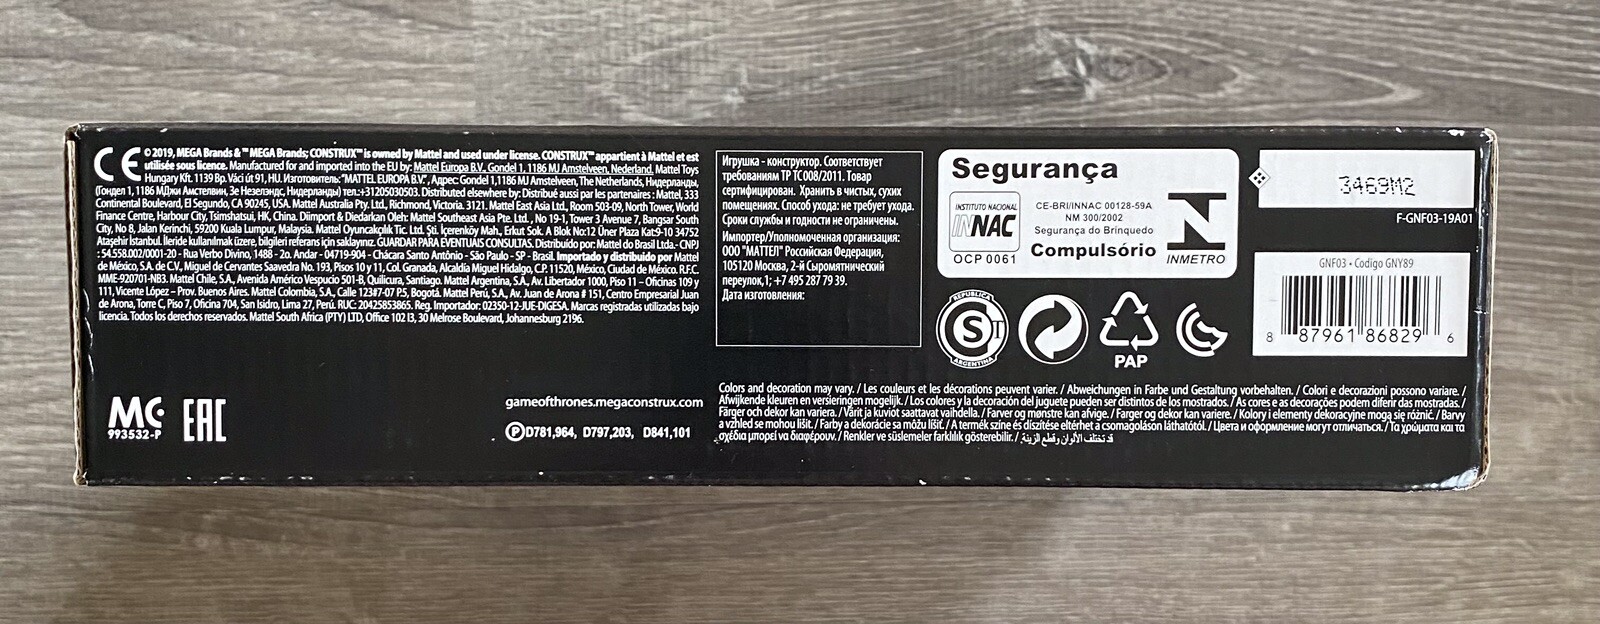 CE © 2019, MEGA Brands & ™ MEGA Brands; CONSTRUX™ is owned by Mattel and used under license. CONSTRUX™ appartient à Mattel et est
utilisée sous licence. Manufactured for and imported into the EU by: Mattel Europa B.V., Gondel 1, 1186 MJ Amstelveen, Nederland. Mattel Toys
Hungary Kft. 1139 Bp. Váci út 91, HU. Изготовитель: "MATTEL EUROPA B.V.", Адрес: Gondel 1,1186 MJ Amstelveen, The Netherlands, Нидерланды,
(Гондел 1, 1186 МДжи Амстелвин, Зе Незелэндс, Нидерланды) тел.:+31205030503. Distributed elsewhere by: Distribué aussi par les partenaires : Mattel, 333
Continental Boulevard, El Segundo, CA 90245, USA. Mattel Australia Pty. Ltd., Richmond, Victoria. 3121. Mattel East Asia Ltd., Room 503-09, North Tower, World
Finance Centre, Harbour City, Tsimshatsui, HK, China. Diimport & Diedarkan Oleh: Mattel Southeast Asia Pte. Ltd., No 19-1, Tower 3 Avenue 7, Bangsar South
City, No 8, Jalan Kerinchi, 59200 Kuala Lumpur, Malaysia. Mattel Oyuncakçılık Tic. Ltd. Şti. İçerenköy Mah., Erkut Sok. A Blok No:12 Üner Plaza Kat:9-10 34752
Ataşehir İstanbul. İleride kullanılmak üzere, bilgileri referans için saklayınız. GUARDAR PARA EVENTUAIS CONSULTAS. Distribuído por: Mattel do Brasil Ltda.- CNPJ
: 54.558.002/0001-20 - Rua Verbo Divino, 1488 - 2o. Andar - 04719-904 - Chácara Santo Antônio - São Paulo - SP - Brasil. Importado y distribuido por Mattel
de México, S.A. de C.V., Miguel de Cervantes Saavedra No. 193, Pisos 10 y 11, Col. Granada, Alcaldía Miguel Hidalgo, C.P. 11520, México, Ciudad de México. R.F.C.
MME-920701-NB3. Mattel Chile, S.A., Avenida Américo Vespucio 501-B, Quilicura, Santiago. Mattel Argentina, S.A., Av. Libertador 1000, Piso 11 – Oficinas 109 y
111, Vicente López – Prov. Buenos Aires. Mattel Colombia, S.A., Calle 123#7-07 P.5, Bogotá. Mattel Perú, S.A., Av. Juan de Arona # 151, Centro Empresarial Juan
de Arona, Torre C, Piso 7, Oficina 704, San Isidro, Lima 27, Perú. RUC: 20425853865. Reg. Importador: 02350-12-JUE-DIGESA. Marcas registradas utilizadas bajo
licencia. Todos los derechos reservados. Mattel South Africa (PTY) LTD, Office 102 I3, 30 Melrose Boulevard, Johannesburg 2196.
MC
993532-P
EAC
gameofthrones.megaconstrux.com
Ⓟ D781,964, D797,203, D841,101
Игрушка - конструктор. Соответствует
требованиям ТР ТС 008/2011. Товар
сертифицирован. Хранить в чистых, сухих
помещениях. Способ ухода: не требует ухода.
Сроки службы и годности не ограничены.
Импортер/Уполномоченная организация:
ООО "МАТТЕЛ" Российская Федерация,
105120 Москва, 2-й Сыромятнический
переулок,1; +7 495 287 79 39.
Дата изготовления:
Segurança
INSTITUTO NACIONAL
INNAC
OCP 0061
CE-BRI/INNAC 00128-59A
NM 300/2002
Segurança do Brinquedo
Compulsório
INMETRO
REPUBLICA
S T
ARGENTINA
PAP
3469M2
F-GNF03-19A01
GNF03 • Codigo GNY89
8 87961 86829 6
Colors and decoration may vary. / Les couleurs et les décorations peuvent varier. / Abweichungen in Farbe und Gestaltung vorbehalten. / Colori e decorazioni possono variare. /
Afwijkende kleuren en versieringen mogelijk. / Los colores y la decoración del juguete pueden ser distintos de los mostrados. / As cores e as decorações podem diferir das mostradas. /
Färger och dekor kan variera. / Värit ja kuviot saattavat vaihdella. / Farver og mønstre kan afvige. / Farger og dekor kan variere. / Kolory i elementy dekoracyjne mogą się różnić. / Barvy
a vzhled se mohou lišit. / Farby a dekorácie sa môžu líšiť. / A termék színe és díszítése eltérhet a csomagoláson láthatótól. / Цвета и оформление могут отличаться. / Τα χρώματα και τα
σχέδια μπορεί να διαφέρουν. / Renkler ve süslemeler farklılık gösterebilir. / قد تختلف الألوان وقطع الزينة.